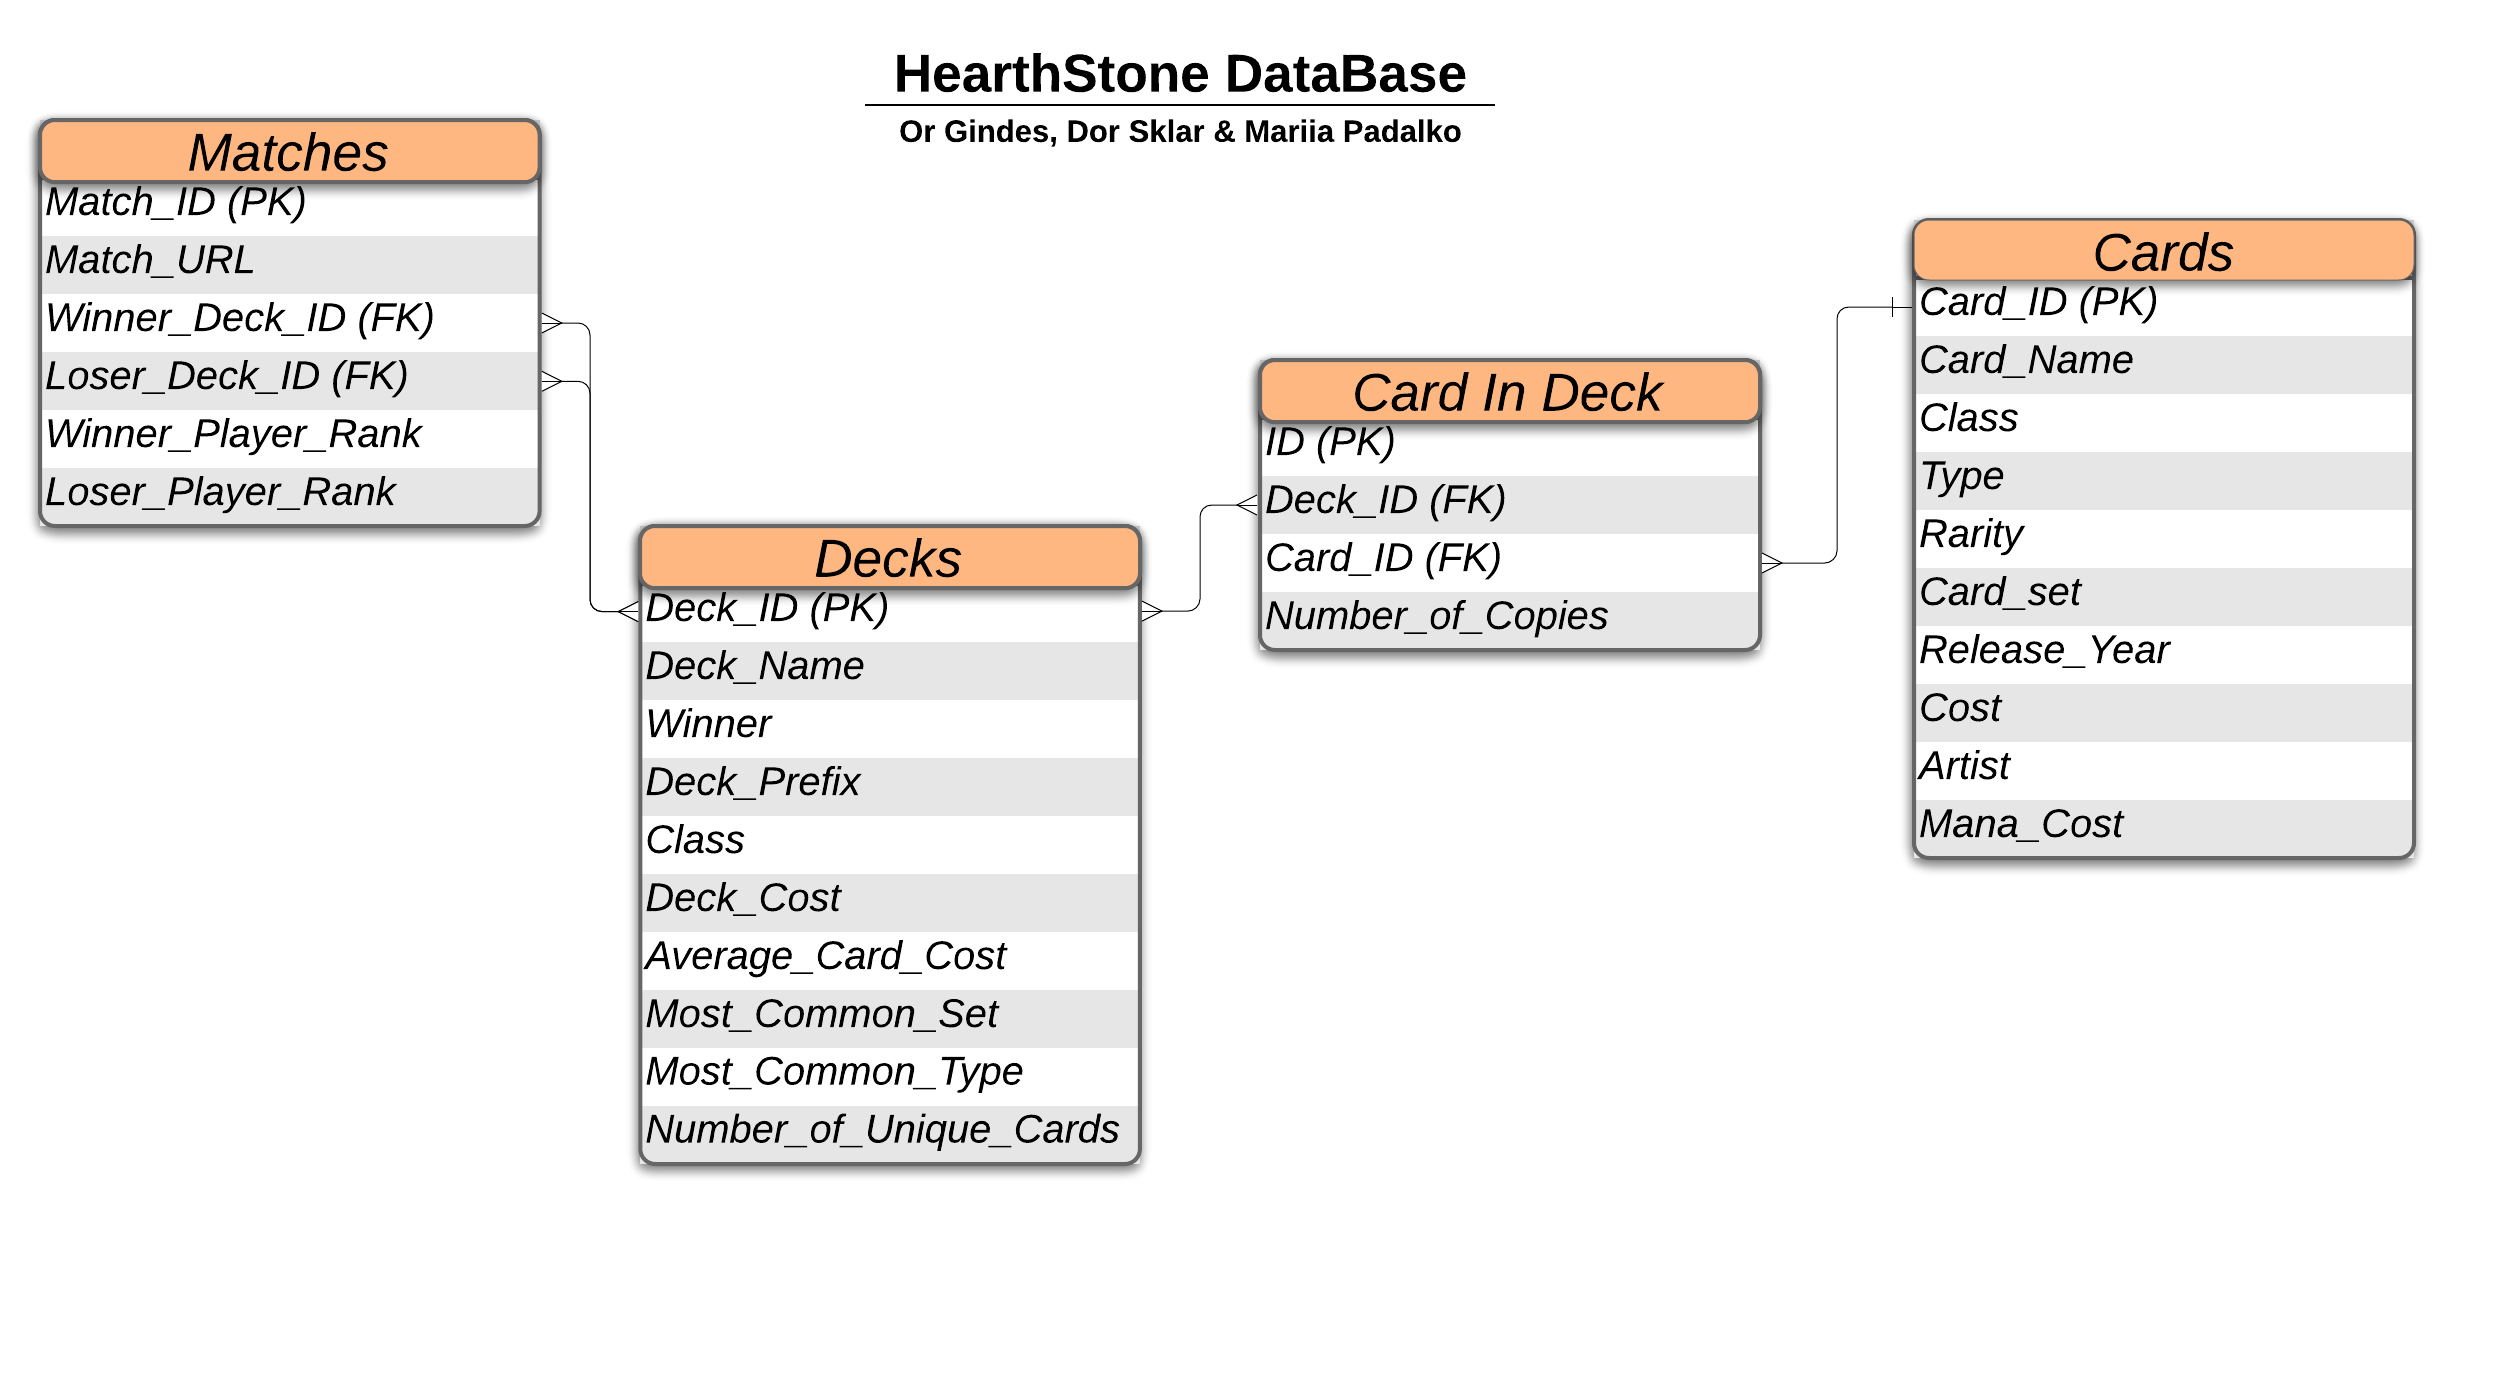 HearthStone DataBase
Or Gindes, Dor Sklar & Mariia Padalko
Matches
Match_ID (PK)
Match_URL
Winner_Deck_ID (FK)
Loser_Deck_ID (FK)
Winner_Player_Rank
Loser_Player_Rank
Decks
Deck_ID (PK)
Deck_Name
Winner
Deck_Prefix
Class
Deck_Cost
Average_Card_Cost
Most_Common_Set
Most_Common_Type
Number_of_Unique_Cards
Card In Deck
ID (PK)
Deck_ID (FK)
Card_ID (FK)
Number_of_Copies
Cards
Card_ID (PK)
Card_Name
Class
Type
Rarity
Card_set
Release_Year
Cost
Artist
Mana_Cost